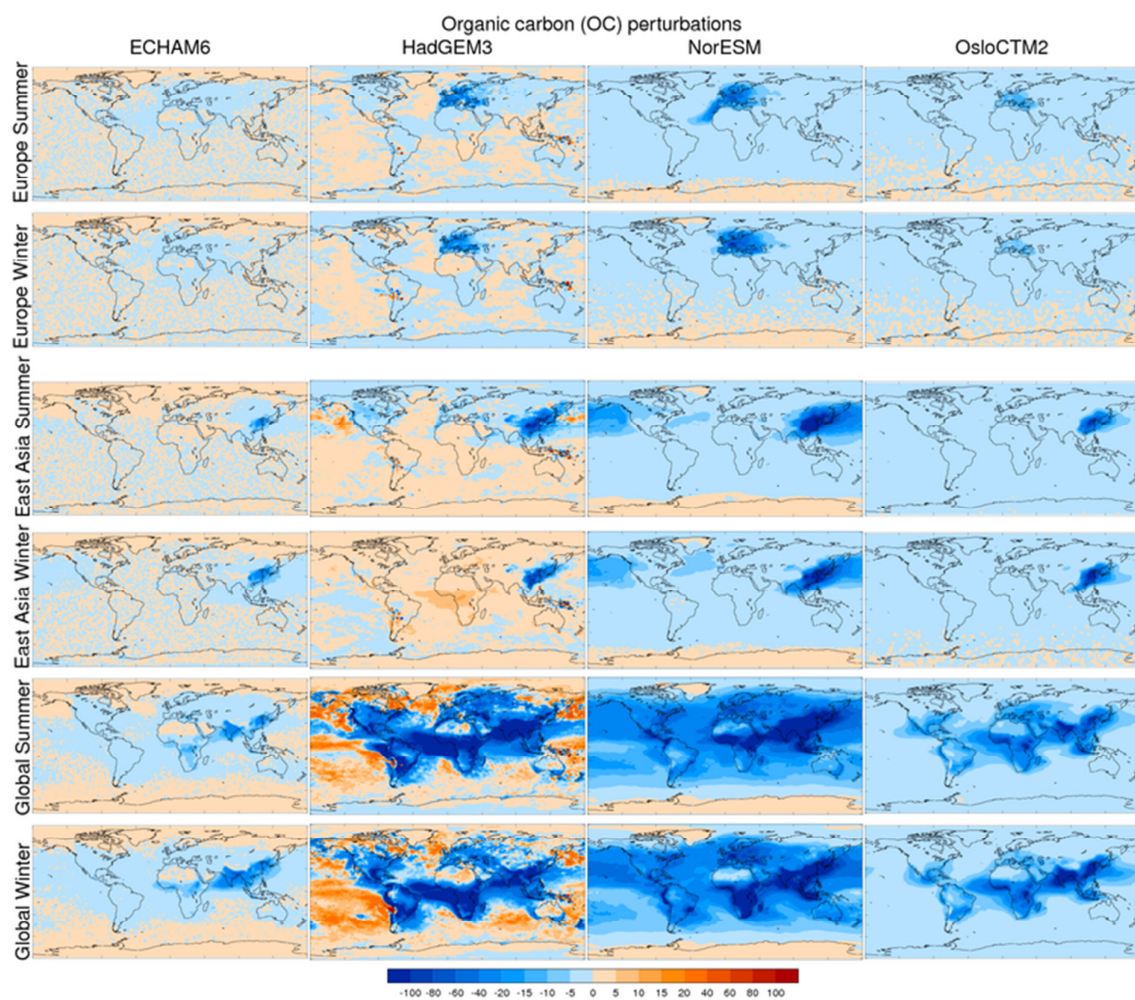 Organic carbon (OC) perturbations
ECHAM6 HadGEM3 NorESM OsloCTM2
Europe Summer
Europe Winter
East Asia Summer
East Asia Winter
Global Summer
Global Winter
-100 -80 -60 -40 -20 -15 -10 -5 0 5 10 15 20 40 60 80 100